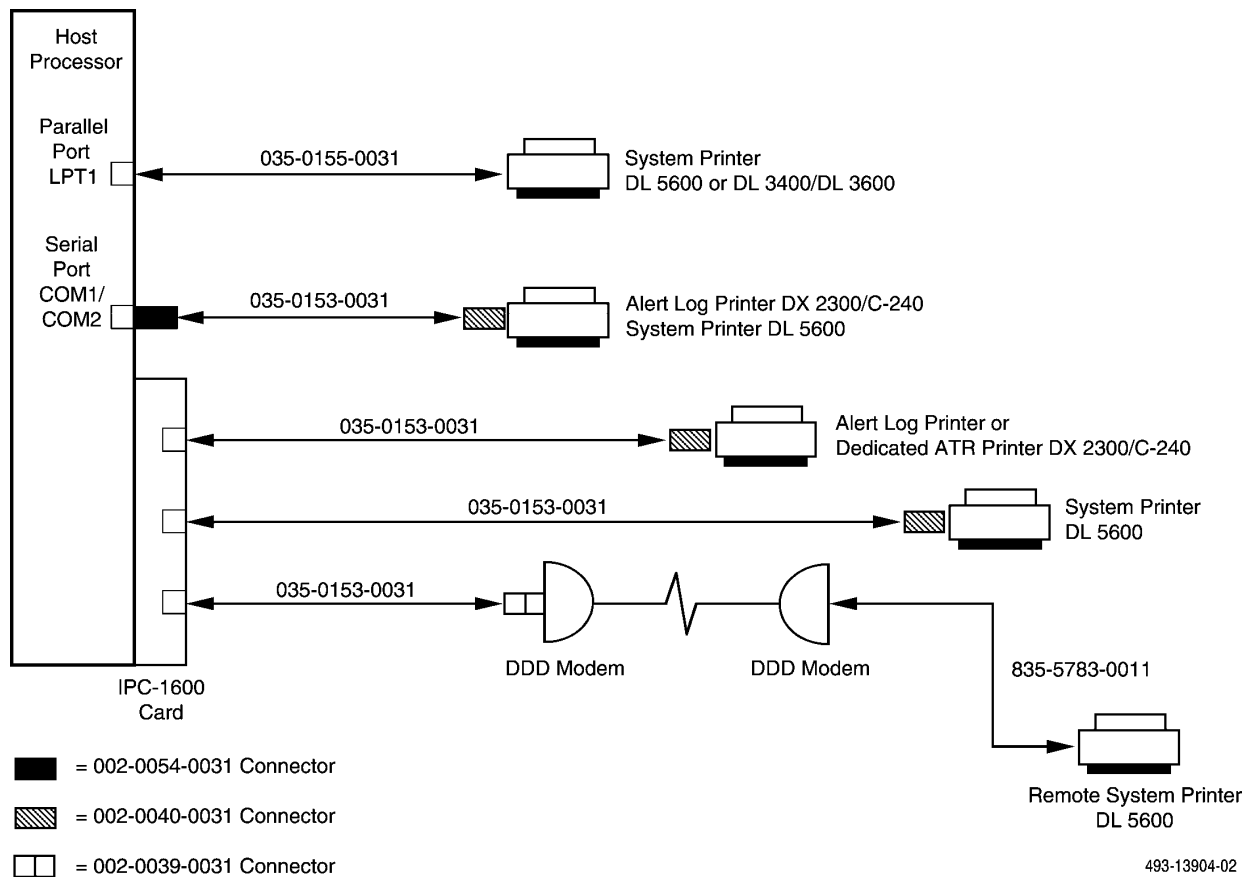 Host
Processor
Parallel
Port
LPT1
035-0155-0031
System Printer
DL 5600 or DL 3400/DL 3600
Serial
Port
COM1/
COM2
035-0153-0031
Alert Log Printer DX 2300/C-240
System Printer DL 5600
035-0153-0031
Alert Log Printer or
Dedicated ATR Printer DX 2300/C-240
035-0153-0031
System Printer
DL 5600
035-0153-0031
DDD Modem
DDD Modem
835-5783-0011
IPC-1600
Card
Remote System Printer
DL 5600
= 002-0054-0031 Connector
= 002-0040-0031 Connector
= 002-0039-0031 Connector
493-13904-02